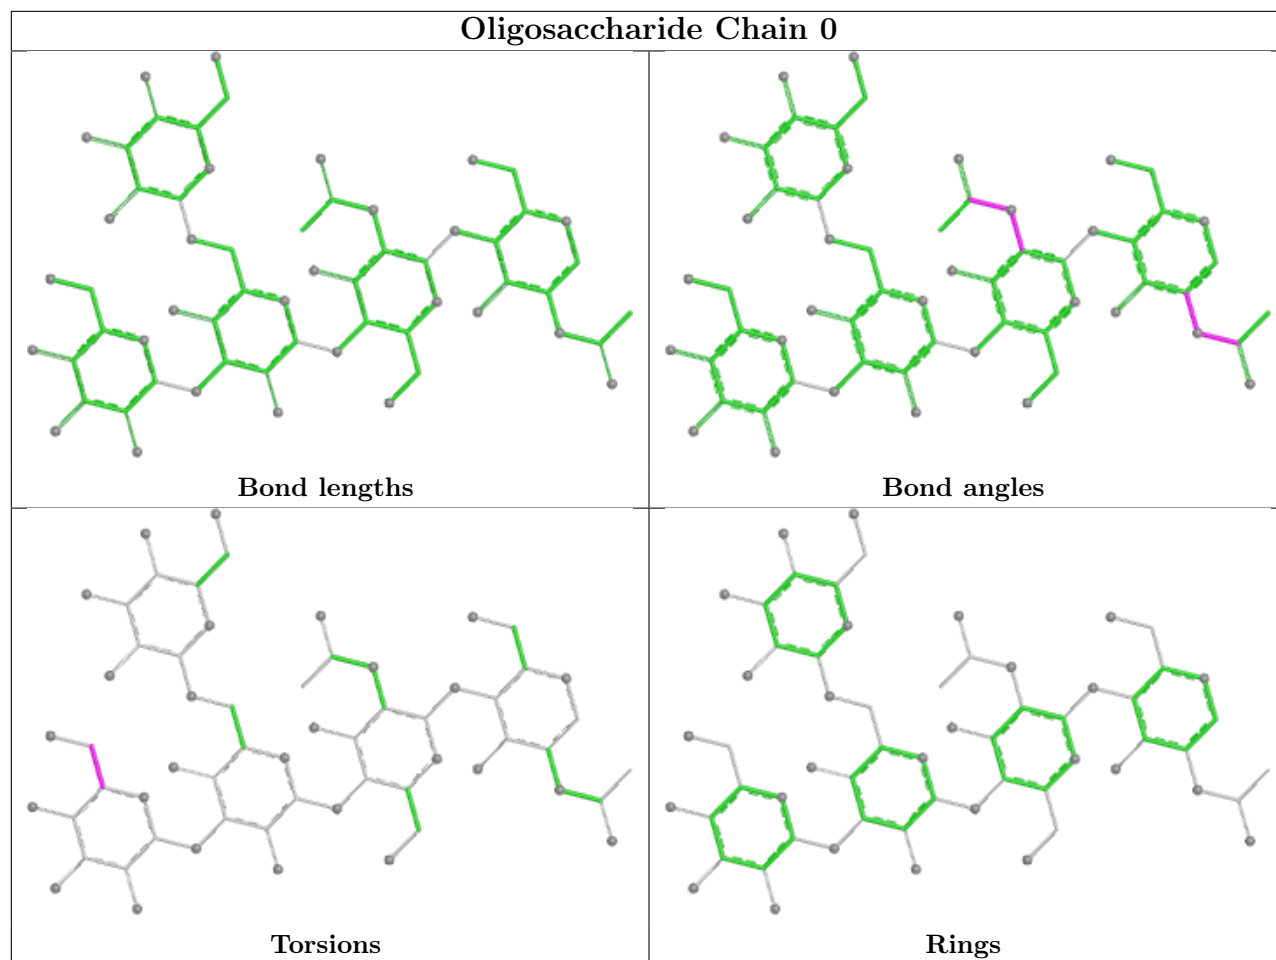 Oligosaccharide Chain 0
Bond lengths
Bond angles
Torsions
Rings